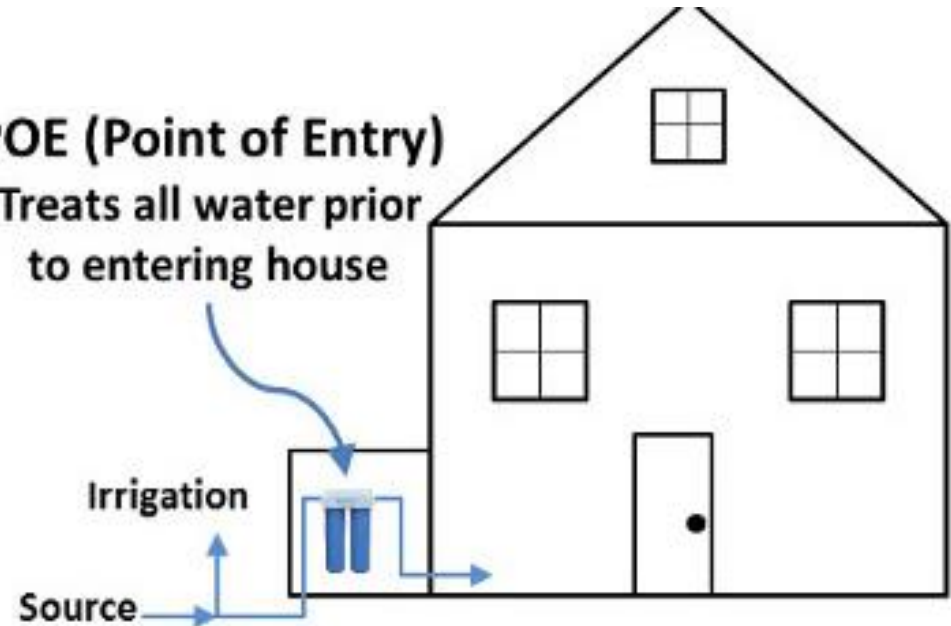 POE (Point of Entry)
Treats all water prior
to entering house
Irrigation
Source